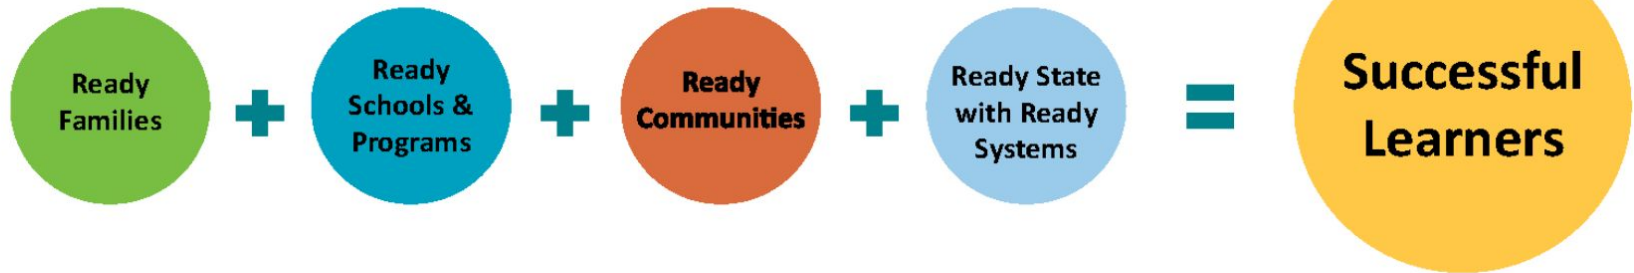 Ready
Families
+
Ready
Schools &
Programs
+
Ready
Communities
+
Ready State
with Ready
Systems
=
Successful
Learners